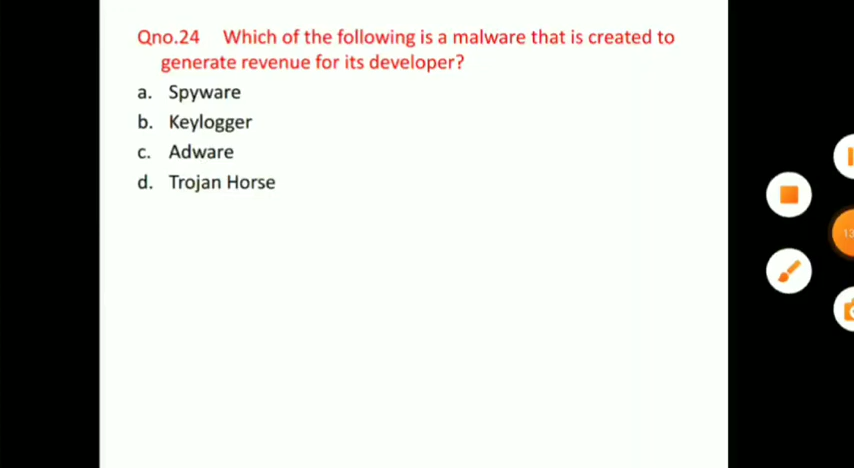 Qno.24 Which of the following is a malware that is created to
generate revenue for its developer?
a. Spyware
b. Keylogger
c. Adware
d. Trojan Horse
13